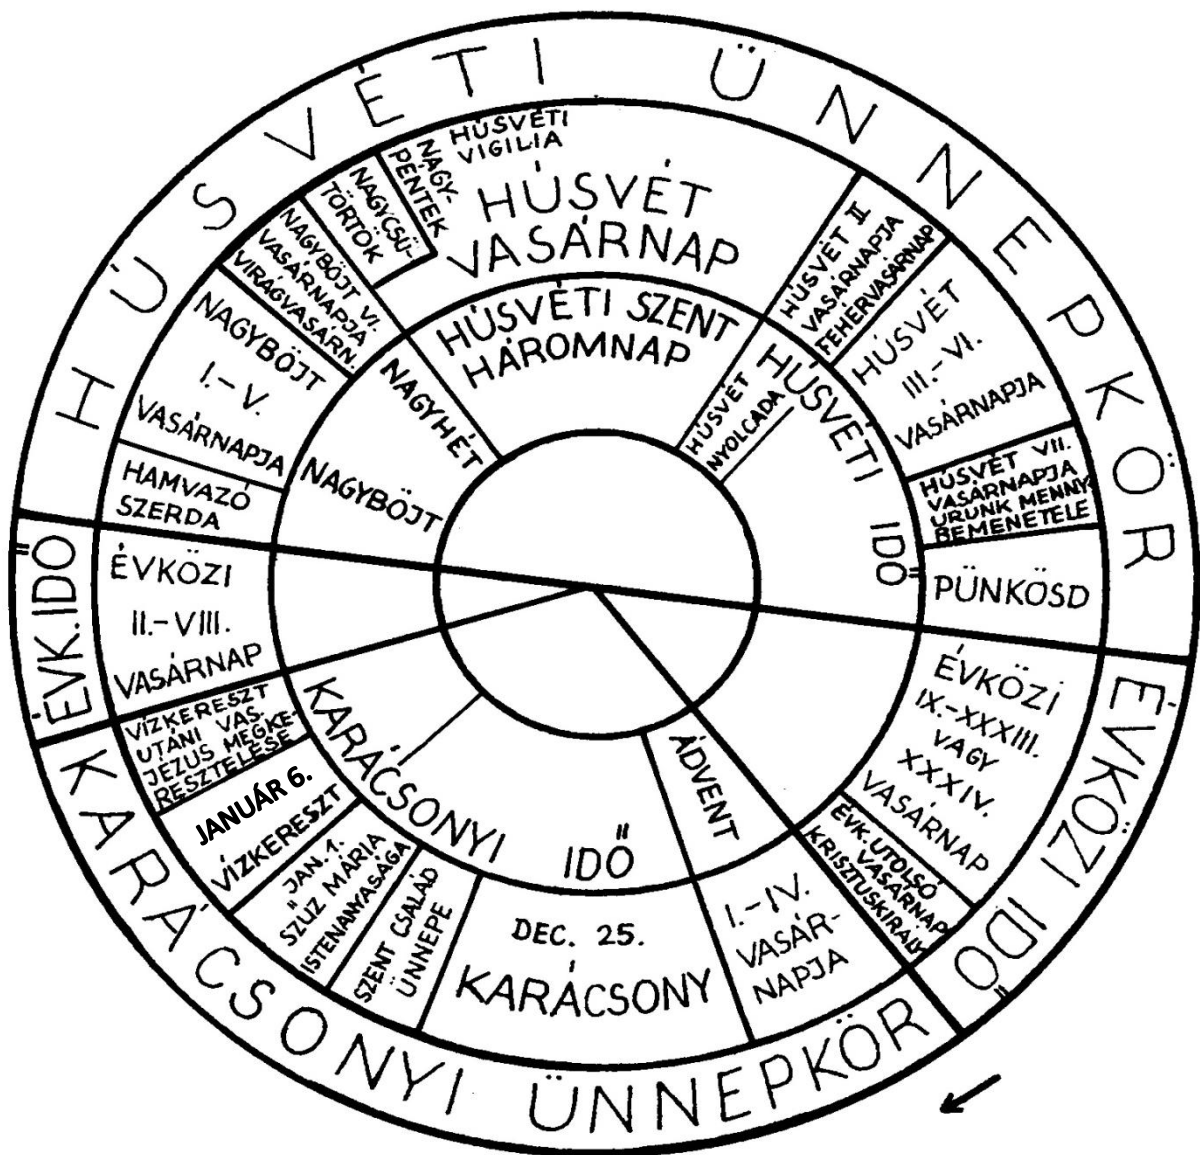 HÚSVÉTI ÜNNEPKÖR
ÉVKÖZI IDŐ
KARÁCSONYI ÜNNEPKÖR
ÉVK.IDŐ
HAMVAZÓ
SZERDA
NAGYBÖJT
I.-V.
VASÁRNAPJA
NAGYBÖJT VI.
VASÁRNAPJA
VIRÁGVASÁRN.
NAGYCSÜ-
TÖRTÖK
NAGY-
PÉNTEK
HÚSVÉTI
VIGILIA
HÚSVÉT
VASÁRNAP
HÚSVÉT II
VASÁRNAPJA
FEHÉRVASÁRNAP
HÚSVÉT
III.-VI.
VASÁRNAPJA
HÚSVÉT VII.
VASÁRNAPJA
URUNK MENNY-
BEMENETELE
PÜNKÖSD
ÉVKÖZI
IX.-XXXIII.
VAGY
XXXIV.
VASÁRNAP
ÉVK. UTOLSÓ
VASÁRNAP
KRISZTUSKIRÁLY
I.-IV.
VASÁR-
NAPJA
DEC. 25.
KARÁCSONY
SZENT CSALÁD
ÜNNEPE
JAN. 1.
SZŰZ MÁRIA
ISTENANYASÁGA
JANUÁR 6.
VÍZKERESZT
VÍZKERESZT
UTÁNI VAS.
JÉZUS MEGKE-
RESZTELÉSE
ÉVKÖZI
II.-VIII.
VASÁRNAP
NAGYBÖJT
NAGYHÉT
HÚSVÉTI SZENT
HÁROMNAP
HÚSVÉT
NYOLCADA
HÚSVÉTI
IDŐ
ÁDVENT
KARÁCSONYI
IDŐ